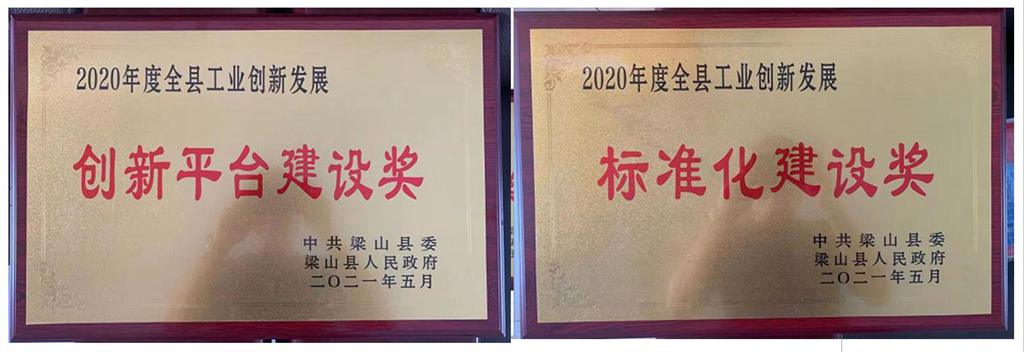 2020年度全县工业创新发展
创新平台建设奖
中共梁山县委
梁山县人民政府
二〇二一年五月
2020年度全县工业创新发展
标准化建设奖
中共梁山县委
梁山县人民政府
二〇二一年五月